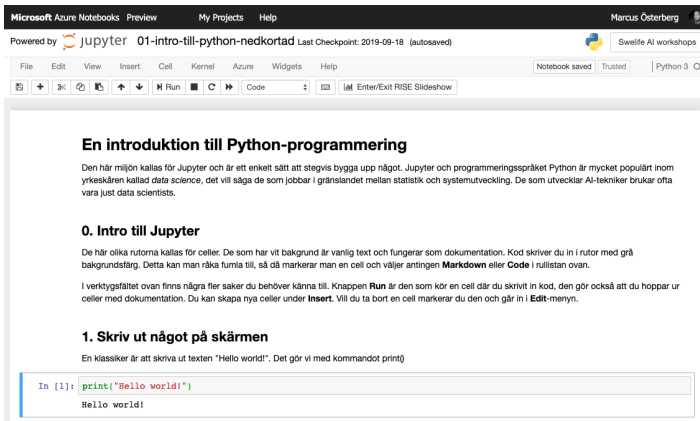 Microsoft Azure Notebooks Preview My Projects Help Marcus Österberg
Powered by jupyter 01-intro-till-python-nedkortad Last Checkpoint: 2019-09-18 (autosaved) Swelife AI workshops
File Edit View Insert Cell Kernel Azure Widgets Help Notebook saved Trusted Python 3
Run Code Enter/Exit RISE Slideshow
En introduktion till Python-programmering
Den här miljön kallas för Jupyter och är ett enkelt sätt att stegvis bygga upp något. Jupyter och programmeringsspråket Python är mycket populärt inom
yrkeskåren kallad data science, det vill säga de som jobbar i gränslandet mellan statistik och systemutveckling. De som utvecklar AI-tekniker brukar ofta
vara just data scientists.
0. Intro till Jupyter
De här olika rutorna kallas för celler. De som har vit bakgrund är vanlig text och fungerar som dokumentation. Kod skriver du in i rutor med grå
bakgrundsfärg. Detta kan man råka fumla till, så då markerar man en cell och väljer antingen Markdown eller Code i rullistan ovan.
I verktygsfältet ovan finns några fler saker du behöver känna till. Knappen Run är den som kör en cell där du skrivit in kod, den gör också att du hoppar ur
celler med dokumentation. Du kan skapa nya celler under Insert. Vill du ta bort en cell markerar du den och går in i Edit-menyn.
1. Skriv ut något på skärmen
En klassiker är att skriva ut texten "Hello world!". Det gör vi med kommandot print()
In [1]: print("Hello world!")
Hello world!